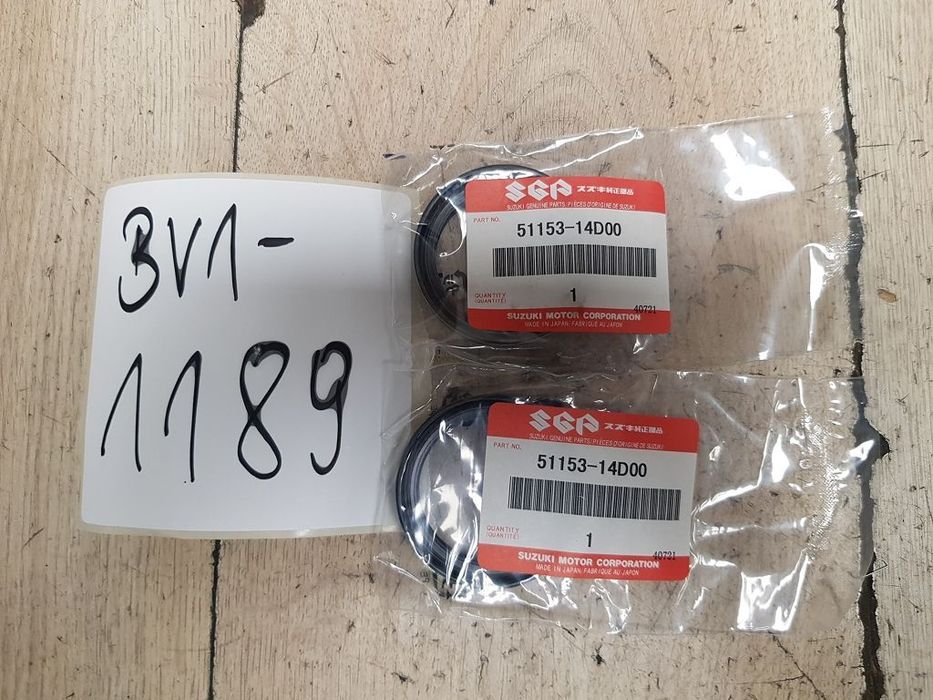 BV1-
1189
SGP スズキ純正部品
SUZUKI GENUINE PARTS/PIÈCES D'ORIGINE DE SUZUKI
PART NO.
51153-14D00
QUANTITY
(QUANTITÉ)
1
40721
SUZUKI MOTOR CORPORATION
MADE IN JAPAN/FABRIQUÉ AU JAPON
SGP スズキ純正部品
SUZUKI GENUINE PARTS/PIÈCES D'ORIGINE DE SUZUKI
PART NO.
51153-14D00
QUANTITY
(QUANTITÉ)
1
40721
SUZUKI MOTOR CORPORATION
MADE IN JAPAN/FABRIQUÉ AU JAPON